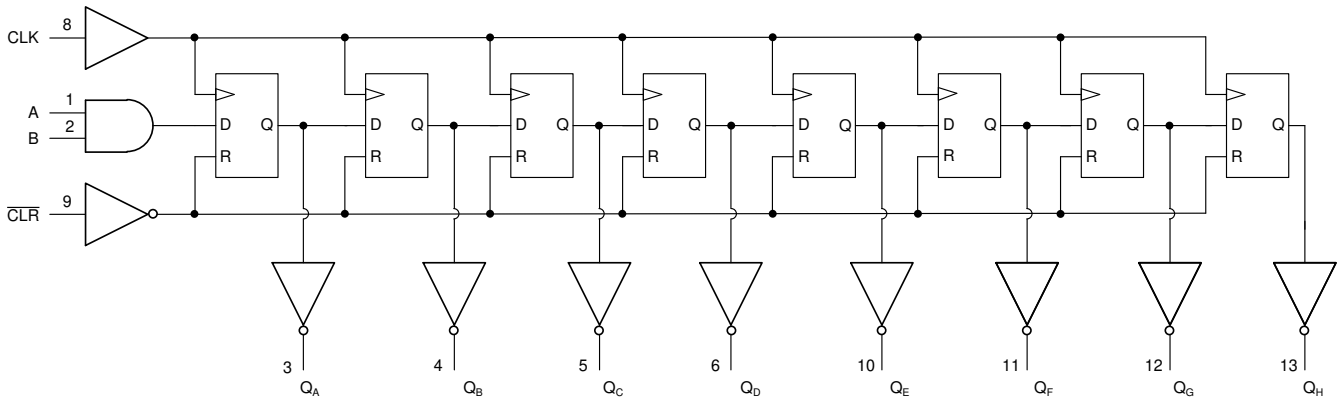 CLK 8
A 1
B 2
CLR 9
D Q R
D Q R
D Q R
D Q R
D Q R
D Q R
D Q R
D Q R
3 4 5 6 10 11 12 13
QA QB QC QD QE QF QG QH